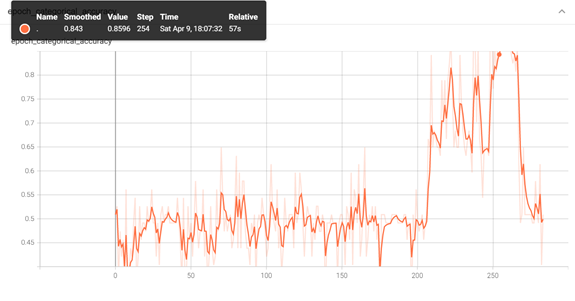 epoch_categorical_accuracy
Name Smoothed Value Step Time Relative
. 0.843 0.8596 254 Sat Apr 9, 18:07:32 57s
epoch_categorical_accuracy
0.8
0.75
0.7
0.65
0.6
0.55
0.5
0.45
0 50 100 150 200 250